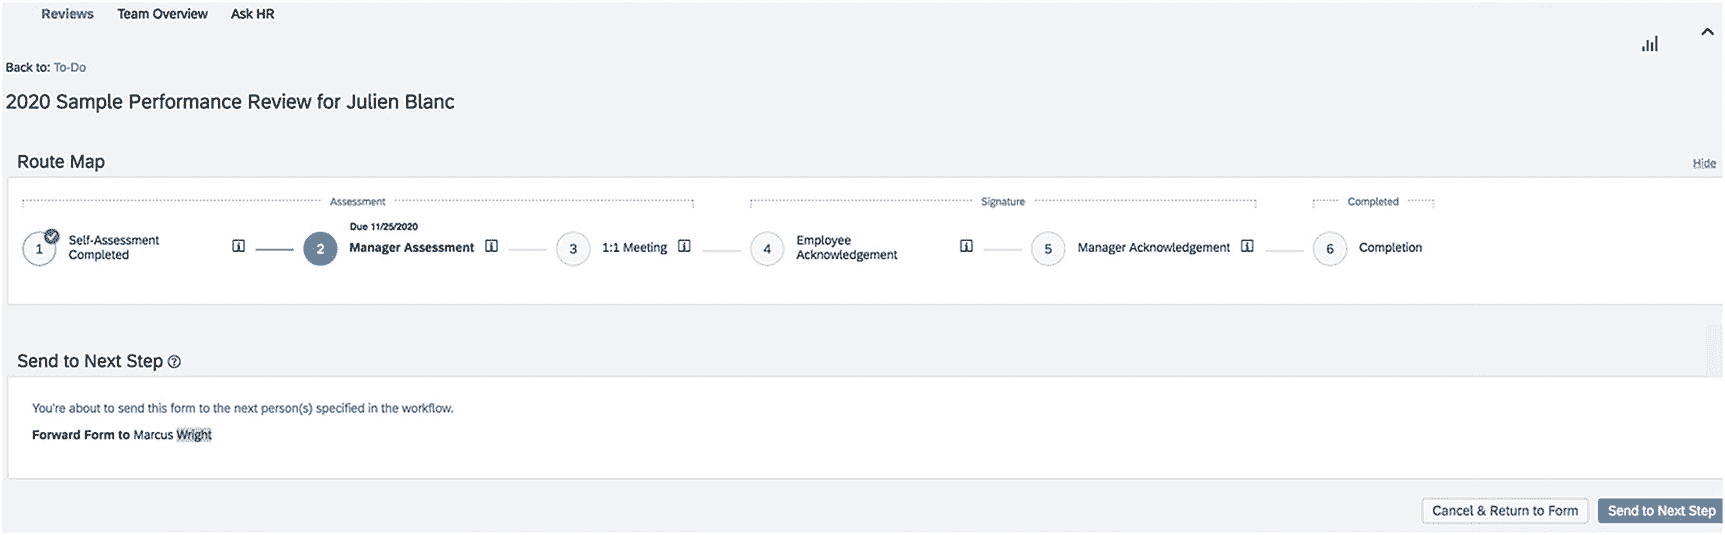 Reviews Team Overview Ask HR
Back to: To-Do
2020 Sample Performance Review for Julien Blanc
Route Map
Hide
Assessment
Signature
Completed
1
Self-Assessment
Completed
Due 11/25/2020
2 Manager Assessment
3 1:1 Meeting
4
Employee
Acknowledgement
5 Manager Acknowledgement
6 Completion
Send to Next Step
You're about to send this form to the next person(s) specified in the workflow.
Forward Form to Marcus Wright
Cancel & Return to Form
Send to Next Step